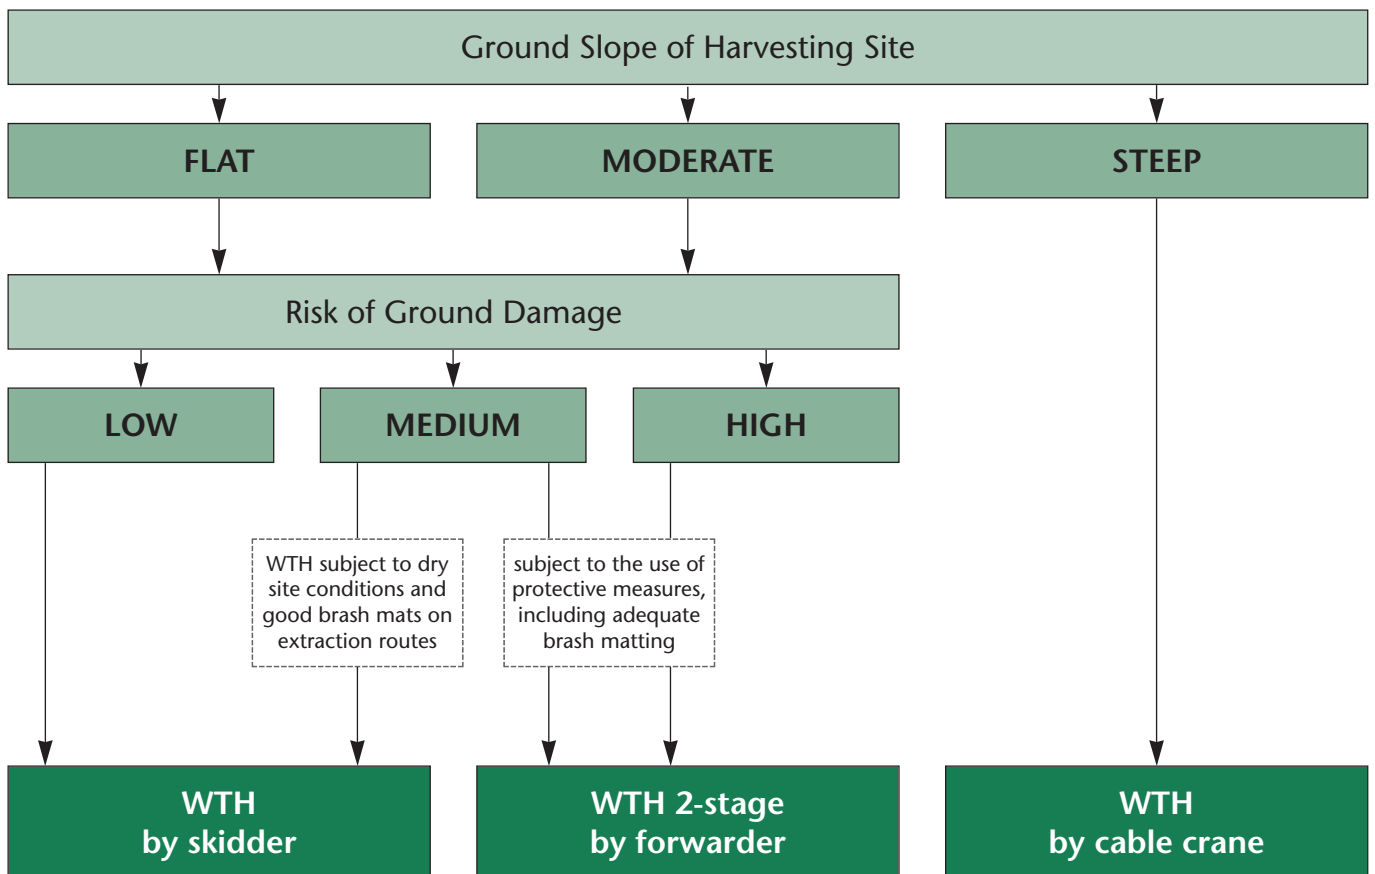 Ground Slope of Harvesting Site
FLAT
MODERATE
STEEP
Risk of Ground Damage
LOW
MEDIUM
HIGH
WTH subject to dry
site conditions and
good brash mats on
extraction routes
subject to the use of
protective measures,
including adequate
brash matting
WTH
by skidder
WTH 2-stage
by forwarder
WTH
by cable crane